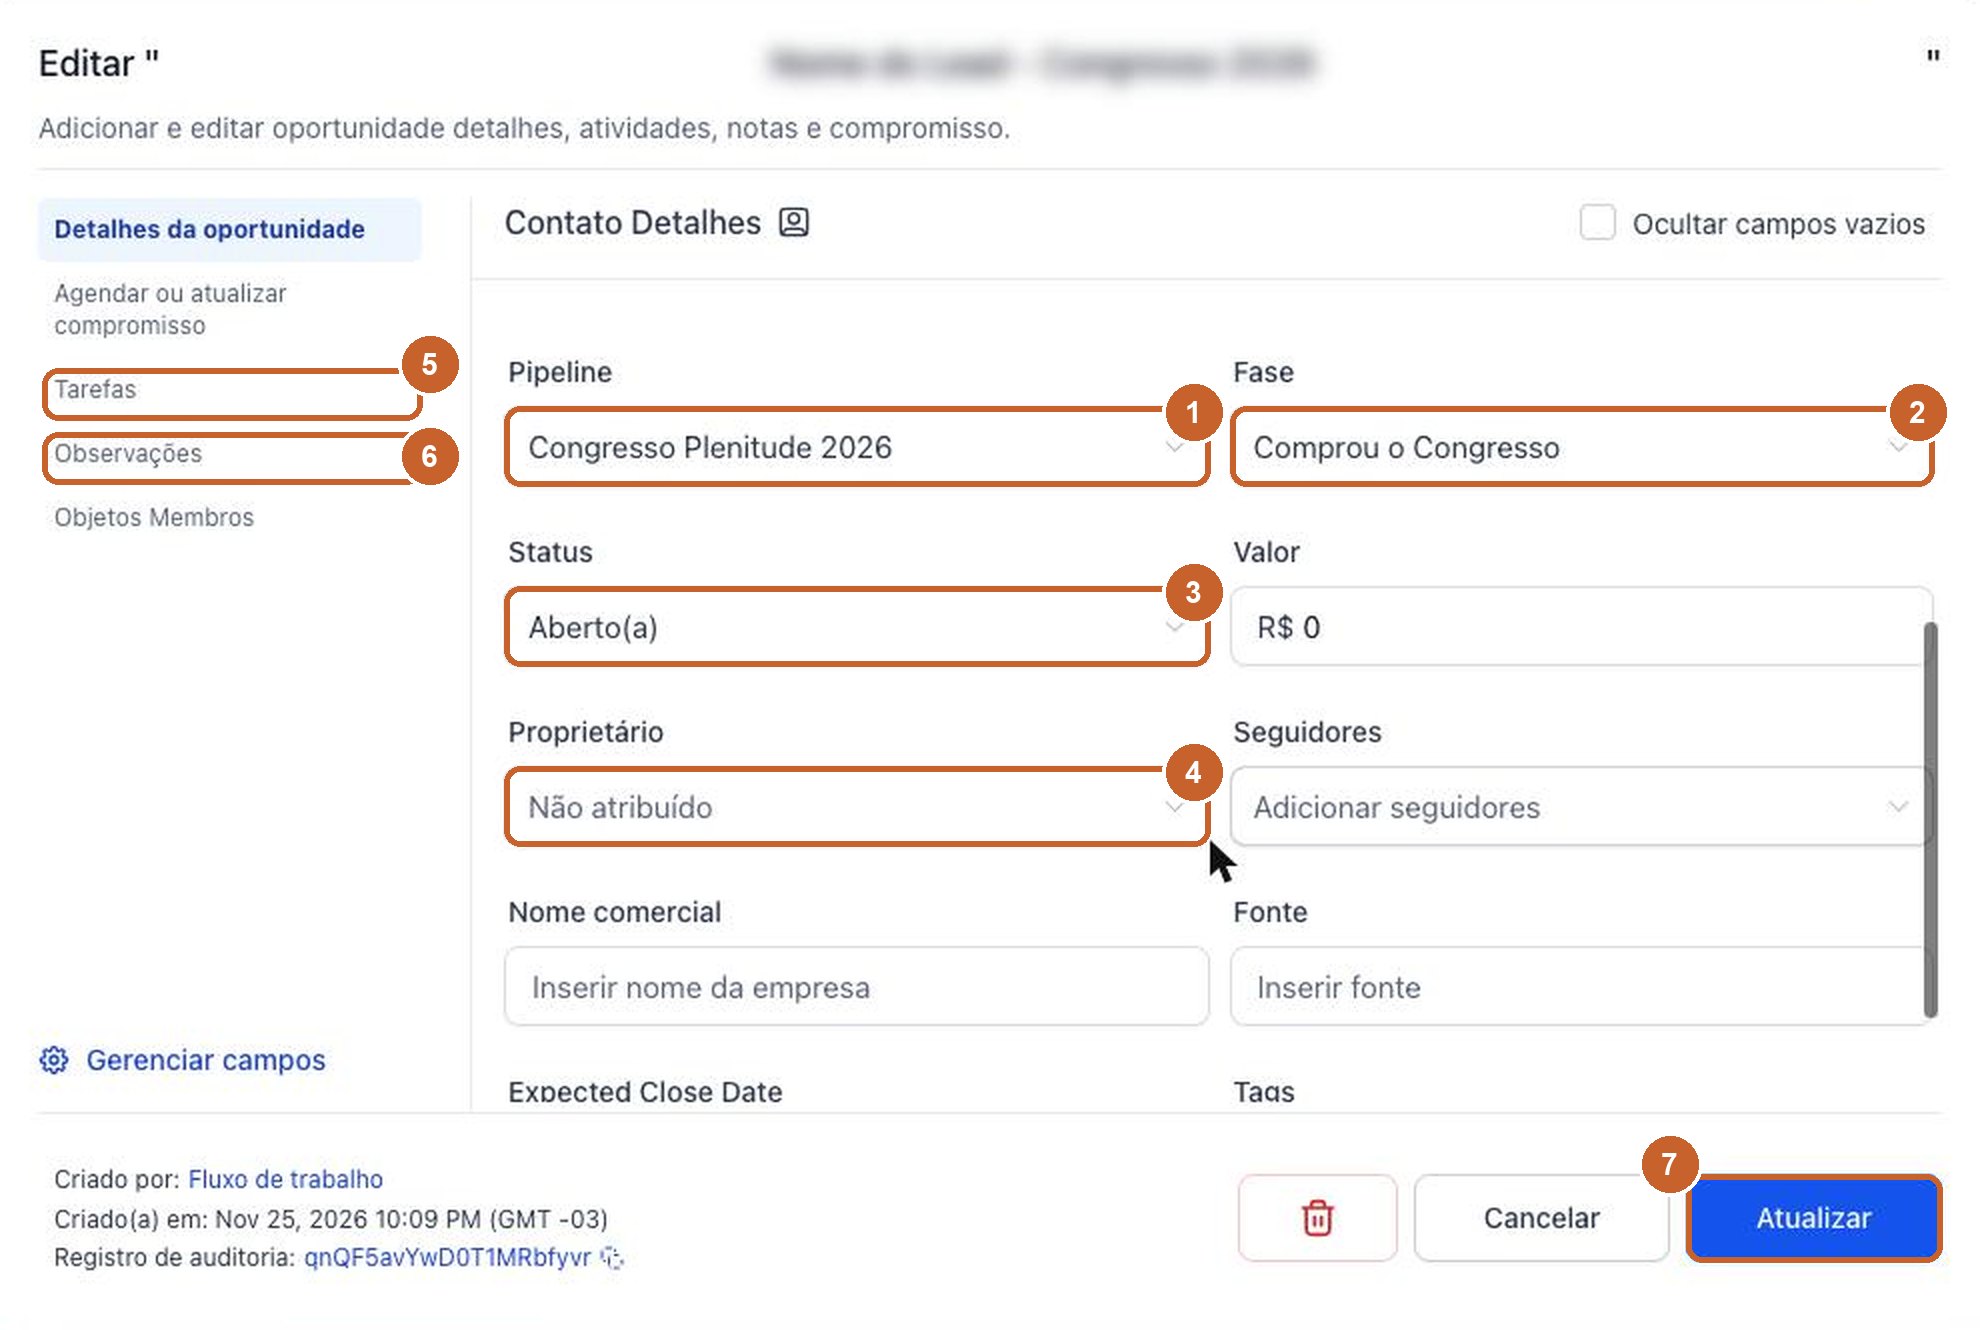 Editar " "
Adicionar e editar oportunidade detalhes, atividades, notas e compromisso.
Detalhes da oportunidade
Agendar ou atualizar
compromisso
5
Tarefas
Observações
6
Objetos Membros
Gerenciar campos
Contato Detalhes
Ocultar campos vazios
Pipeline
1
Congresso Plenitude 2026
Fase
2
Comprou o Congresso
Status
3
Aberto(a)
Valor
R$ 0
Proprietário
4
Não atribuído
Seguidores
Adicionar seguidores
Nome comercial
Inserir nome da empresa
Fonte
Inserir fonte
Expected Close Date
Tags
Criado por: Fluxo de trabalho
Criado(a) em: Nov 25, 2026 10:09 PM (GMT -03)
Registro de auditoria: qnQF5avYwD0T1MRbfyvr
Cancelar
7
Atualizar